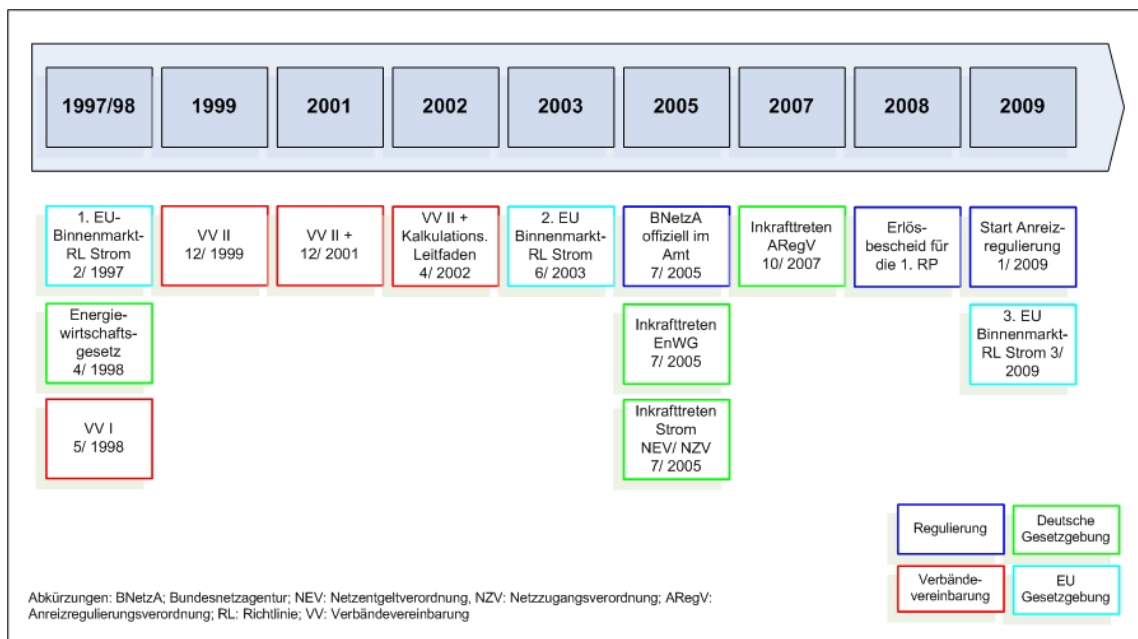 1997/98
1999
2001
2002
2003
2005
2007
2008
2009
1. EU-
Binnenmarkt-
RL Strom
2/ 1997
VV II
12/ 1999
VV II +
12/ 2001
VV II +
Kalkulations.
Leitfaden
4/ 2002
2. EU
Binnenmarkt-
RL Strom
6/ 2003
BNetzA
offiziell im
Amt
7/ 2005
Inkrafttreten
ARegV
10/ 2007
Erlös-
bescheid für
die 1. RP
Start Anreiz-
regulierung
1/ 2009
Energie-
wirtschafts-
gesetz
4/ 1998
Inkrafttreten
EnWG
7/ 2005
3. EU
Binnenmarkt-
RL Strom 3/
2009
VV I
5/ 1998
Inkrafttreten
Strom
NEV/ NZV
7/ 2005
Regulierung
Deutsche
Gesetzgebung
Verbände-
vereinbarung
EU
Gesetzgebung
Abkürzungen: BNetzA; Bundesnetzagentur; NEV: Netzentgeltverordnung, NZV: Netzzugangsverordnung; ARegV:
Anreizregulierungsverordnung; RL: Richtlinie; VV: Verbändevereinbarung